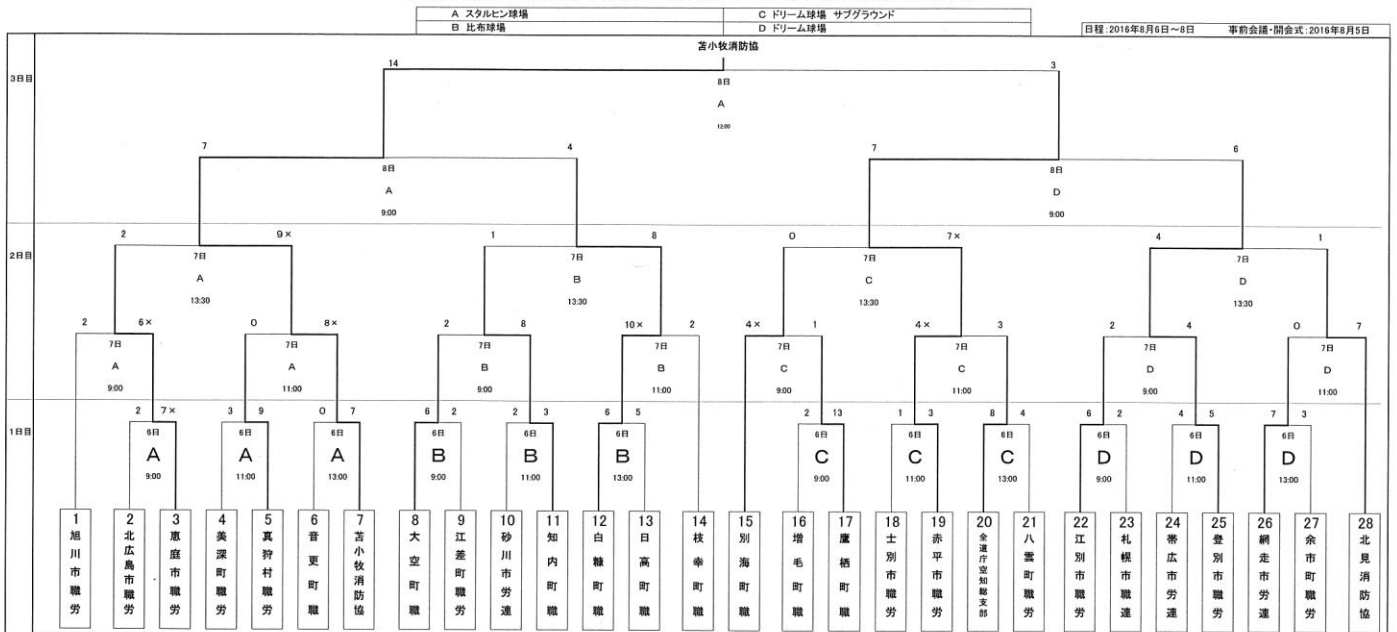 A スタルヒン球場 C ドリーム球場 サブグラウンド
B 比布球場 D ドリーム球場
日程：2016年8月6日～8日 事前会議・開会式：2016年8月5日
苫小牧消防協
3日目
14 3
8日
A
12:00
7 4 7 6
8日 8日
A D
9:00 9:00
2日目
2 9× 1 8 0 7× 4 1
7日 7日 7日 7日
A B C D
13:30 13:30 13:30 13:30
2 6× 0 8× 2 8 10× 2 4× 1 4× 3 2 4 0 7
7日 7日 7日 7日 7日 7日 7日 7日
A A B B C C D D
9:00 11:00 9:00 11:00 9:00 11:00 9:00 11:00
1日目
2 7× 3 9 0 7 6 2 2 3 6 5 2 13 1 3 8 4 6 2 4 5 7 3
6日 6日 6日 6日 6日 6日 6日 6日 6日 6日 6日 6日
A A A B B B C C C D D D
9:00 11:00 13:00 9:00 11:00 13:00 9:00 11:00 13:00 9:00 11:00 13:00
1 旭川市職労
2 北広島市職労
3 恵庭市職労
4 美深町職労
5 真狩村職労
6 音更町職
7 苫小牧消防協
8 大空町職
9 江差町職労
10 砂川市労連
11 知内町職
12 白糠町職
13 日高町職
14 枝幸町職
15 別海町職
16 増毛町職
17 鷹栖町職
18 士別市職労
19 赤平市職労
20 全道庁空知総支部
21 八雲町職労
22 江別市職労
23 札幌市職連
24 帯広市労連
25 登別市職労
26 網走市労連
27 余市町職労
28 北見消防協